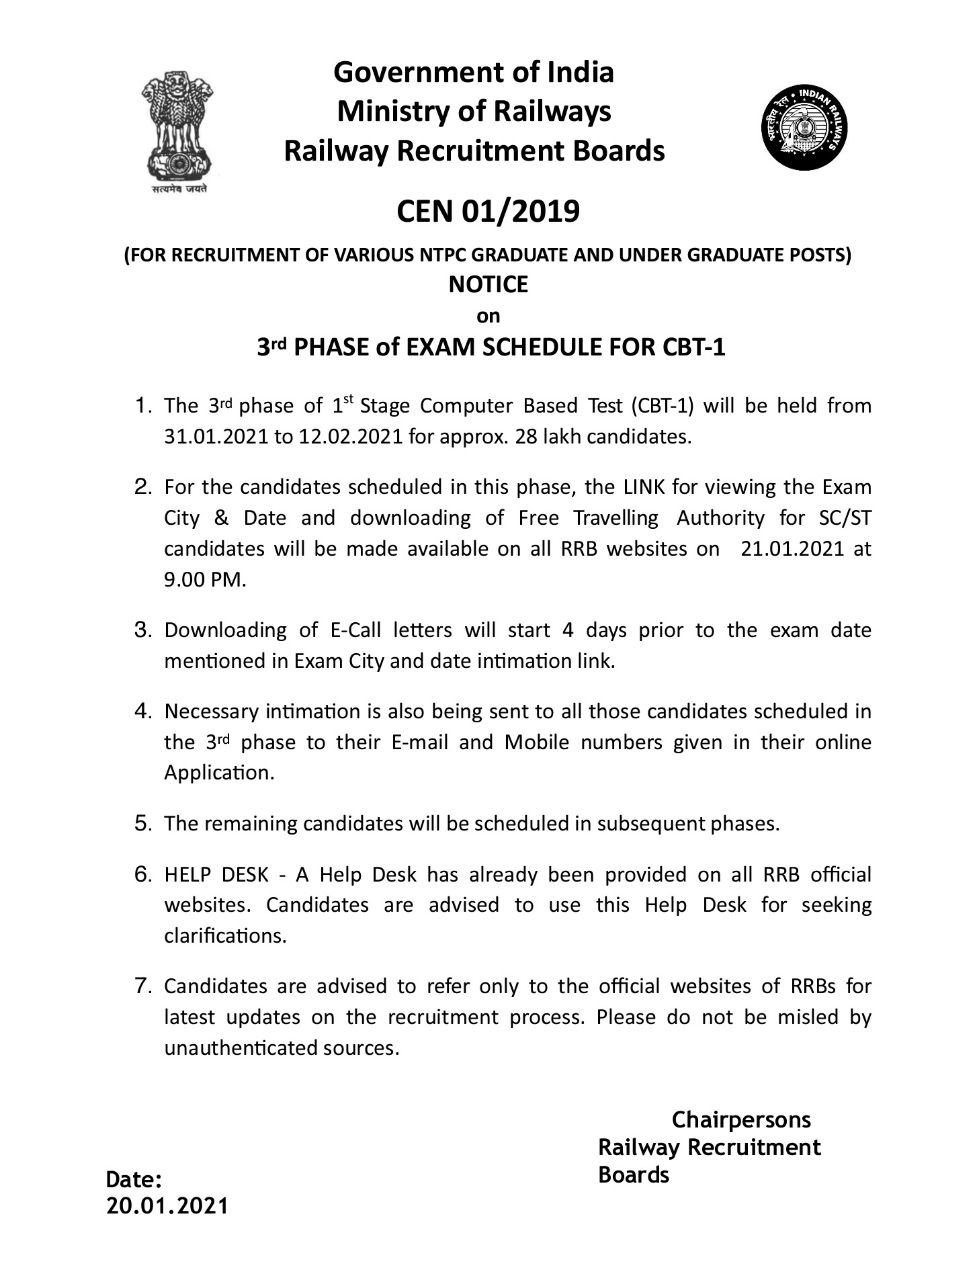 Government of India
Ministry of Railways
Railway Recruitment Boards
सत्यमेव जयते
भारतीय रेल • INDIAN RAILWAYS
CEN 01/2019
(FOR RECRUITMENT OF VARIOUS NTPC GRADUATE AND UNDER GRADUATE POSTS)
NOTICE
on
3rd PHASE of EXAM SCHEDULE FOR CBT-1
1. The 3rd phase of 1st Stage Computer Based Test (CBT-1) will be held from
31.01.2021 to 12.02.2021 for approx. 28 lakh candidates.
2. For the candidates scheduled in this phase, the LINK for viewing the Exam
City & Date and downloading of Free Travelling Authority for SC/ST
candidates will be made available on all RRB websites on 21.01.2021 at
9.00 PM.
3. Downloading of E-Call letters will start 4 days prior to the exam date
mentioned in Exam City and date intimation link.
4. Necessary intimation is also being sent to all those candidates scheduled in
the 3rd phase to their E-mail and Mobile numbers given in their online
Application.
5. The remaining candidates will be scheduled in subsequent phases.
6. HELP DESK - A Help Desk has already been provided on all RRB official
websites. Candidates are advised to use this Help Desk for seeking
clarifications.
7. Candidates are advised to refer only to the official websites of RRBs for
latest updates on the recruitment process. Please do not be misled by
unauthenticated sources.
Chairpersons
Railway Recruitment
Boards
Date:
20.01.2021